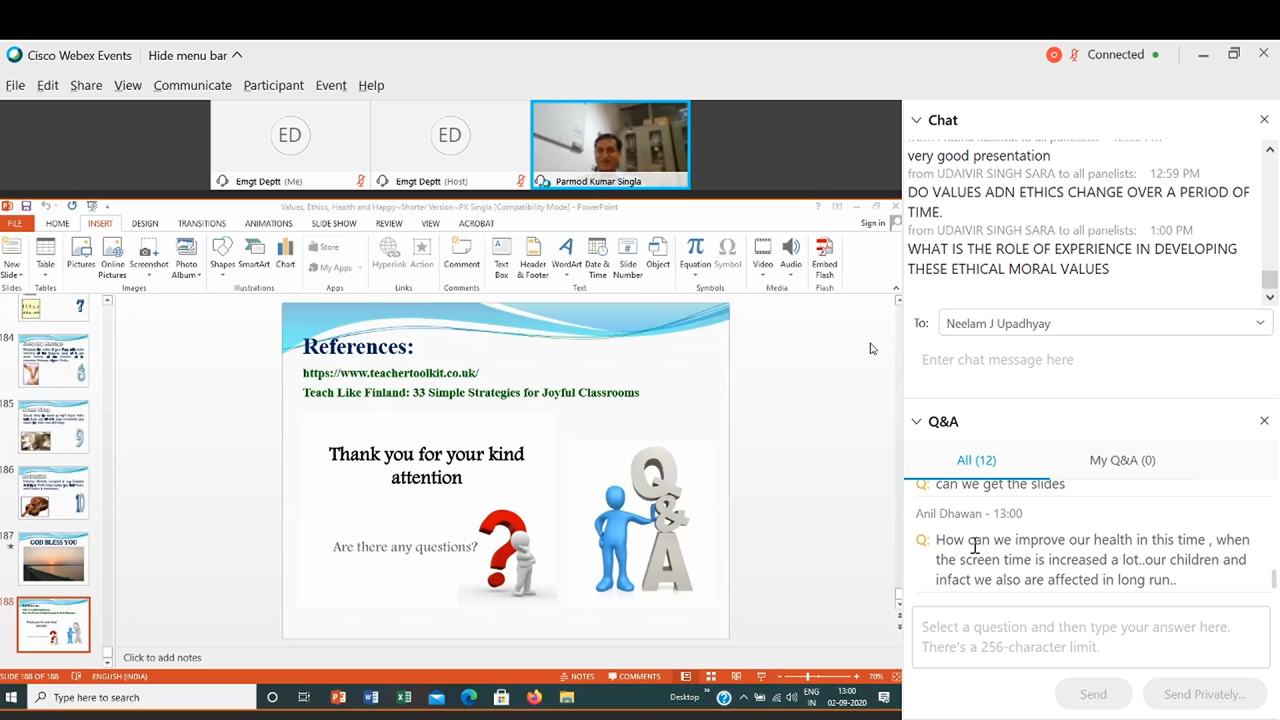 Cisco Webex Events
Hide menu bar
Connected
File Edit Share View Communicate Participant Event Help
ED
Emgt Deptt (Me)
ED
Emgt Deptt (Host)
Parmod Kumar Singla
Values, Ethics, Health and Happy~Shorter Version~PK Singla [Compatibility Mode] - PowerPoint
FILE HOME INSERT DESIGN TRANSITIONS ANIMATIONS SLIDE SHOW REVIEW VIEW ACROBAT
Sign in
New Slide
Table
Pictures
Online Pictures
Screenshot
Photo Album
Shapes
SmartArt
Chart
Store
My Apps
Hyperlink
Action
Comment
Text Box
Header & Footer
WordArt
Date & Time
Slide Number
Object
Equation
Symbol
Video
Audio
Embed Flash
Slides
Tables
Images
Illustrations
Apps
Links
Comments
Text
Symbols
Media
Flash
7
184
8
185
9
186
10
187
GOD BLESS YOU
188
References:
https://www.teachertoolkit.co.uk/
Teach Like Finland: 33 Simple Strategies for Joyful Classrooms
Thank you for your kind
attention
Are there any questions?
Q
&
A
Click to add notes
SLIDE 188 OF 188
ENGLISH (INDIA)
NOTES
COMMENTS
70%
Type here to search
Desktop
ENG
IN
13:00
02-09-2020
Chat
very good presentation
from UDAIVIR SINGH SARA to all panelists: 12:59 PM
DO VALUES ADN ETHICS CHANGE OVER A PERIOD OF
TIME.
from UDAIVIR SINGH SARA to all panelists: 1:00 PM
WHAT IS THE ROLE OF EXPERIENCE IN DEVELOPING
THESE ETHICAL MORAL VALUES
To: Neelam J Upadhyay
Enter chat message here
Q&A
All (12)
My Q&A (0)
Q: can we get the slides
Anil Dhawan - 13:00
Q: How can we improve our health in this time , when
the screen time is increased a lot..our children and
infact we also are affected in long run..
Select a question and then type your answer here.
There's a 256-character limit.
Send
Send Privately...